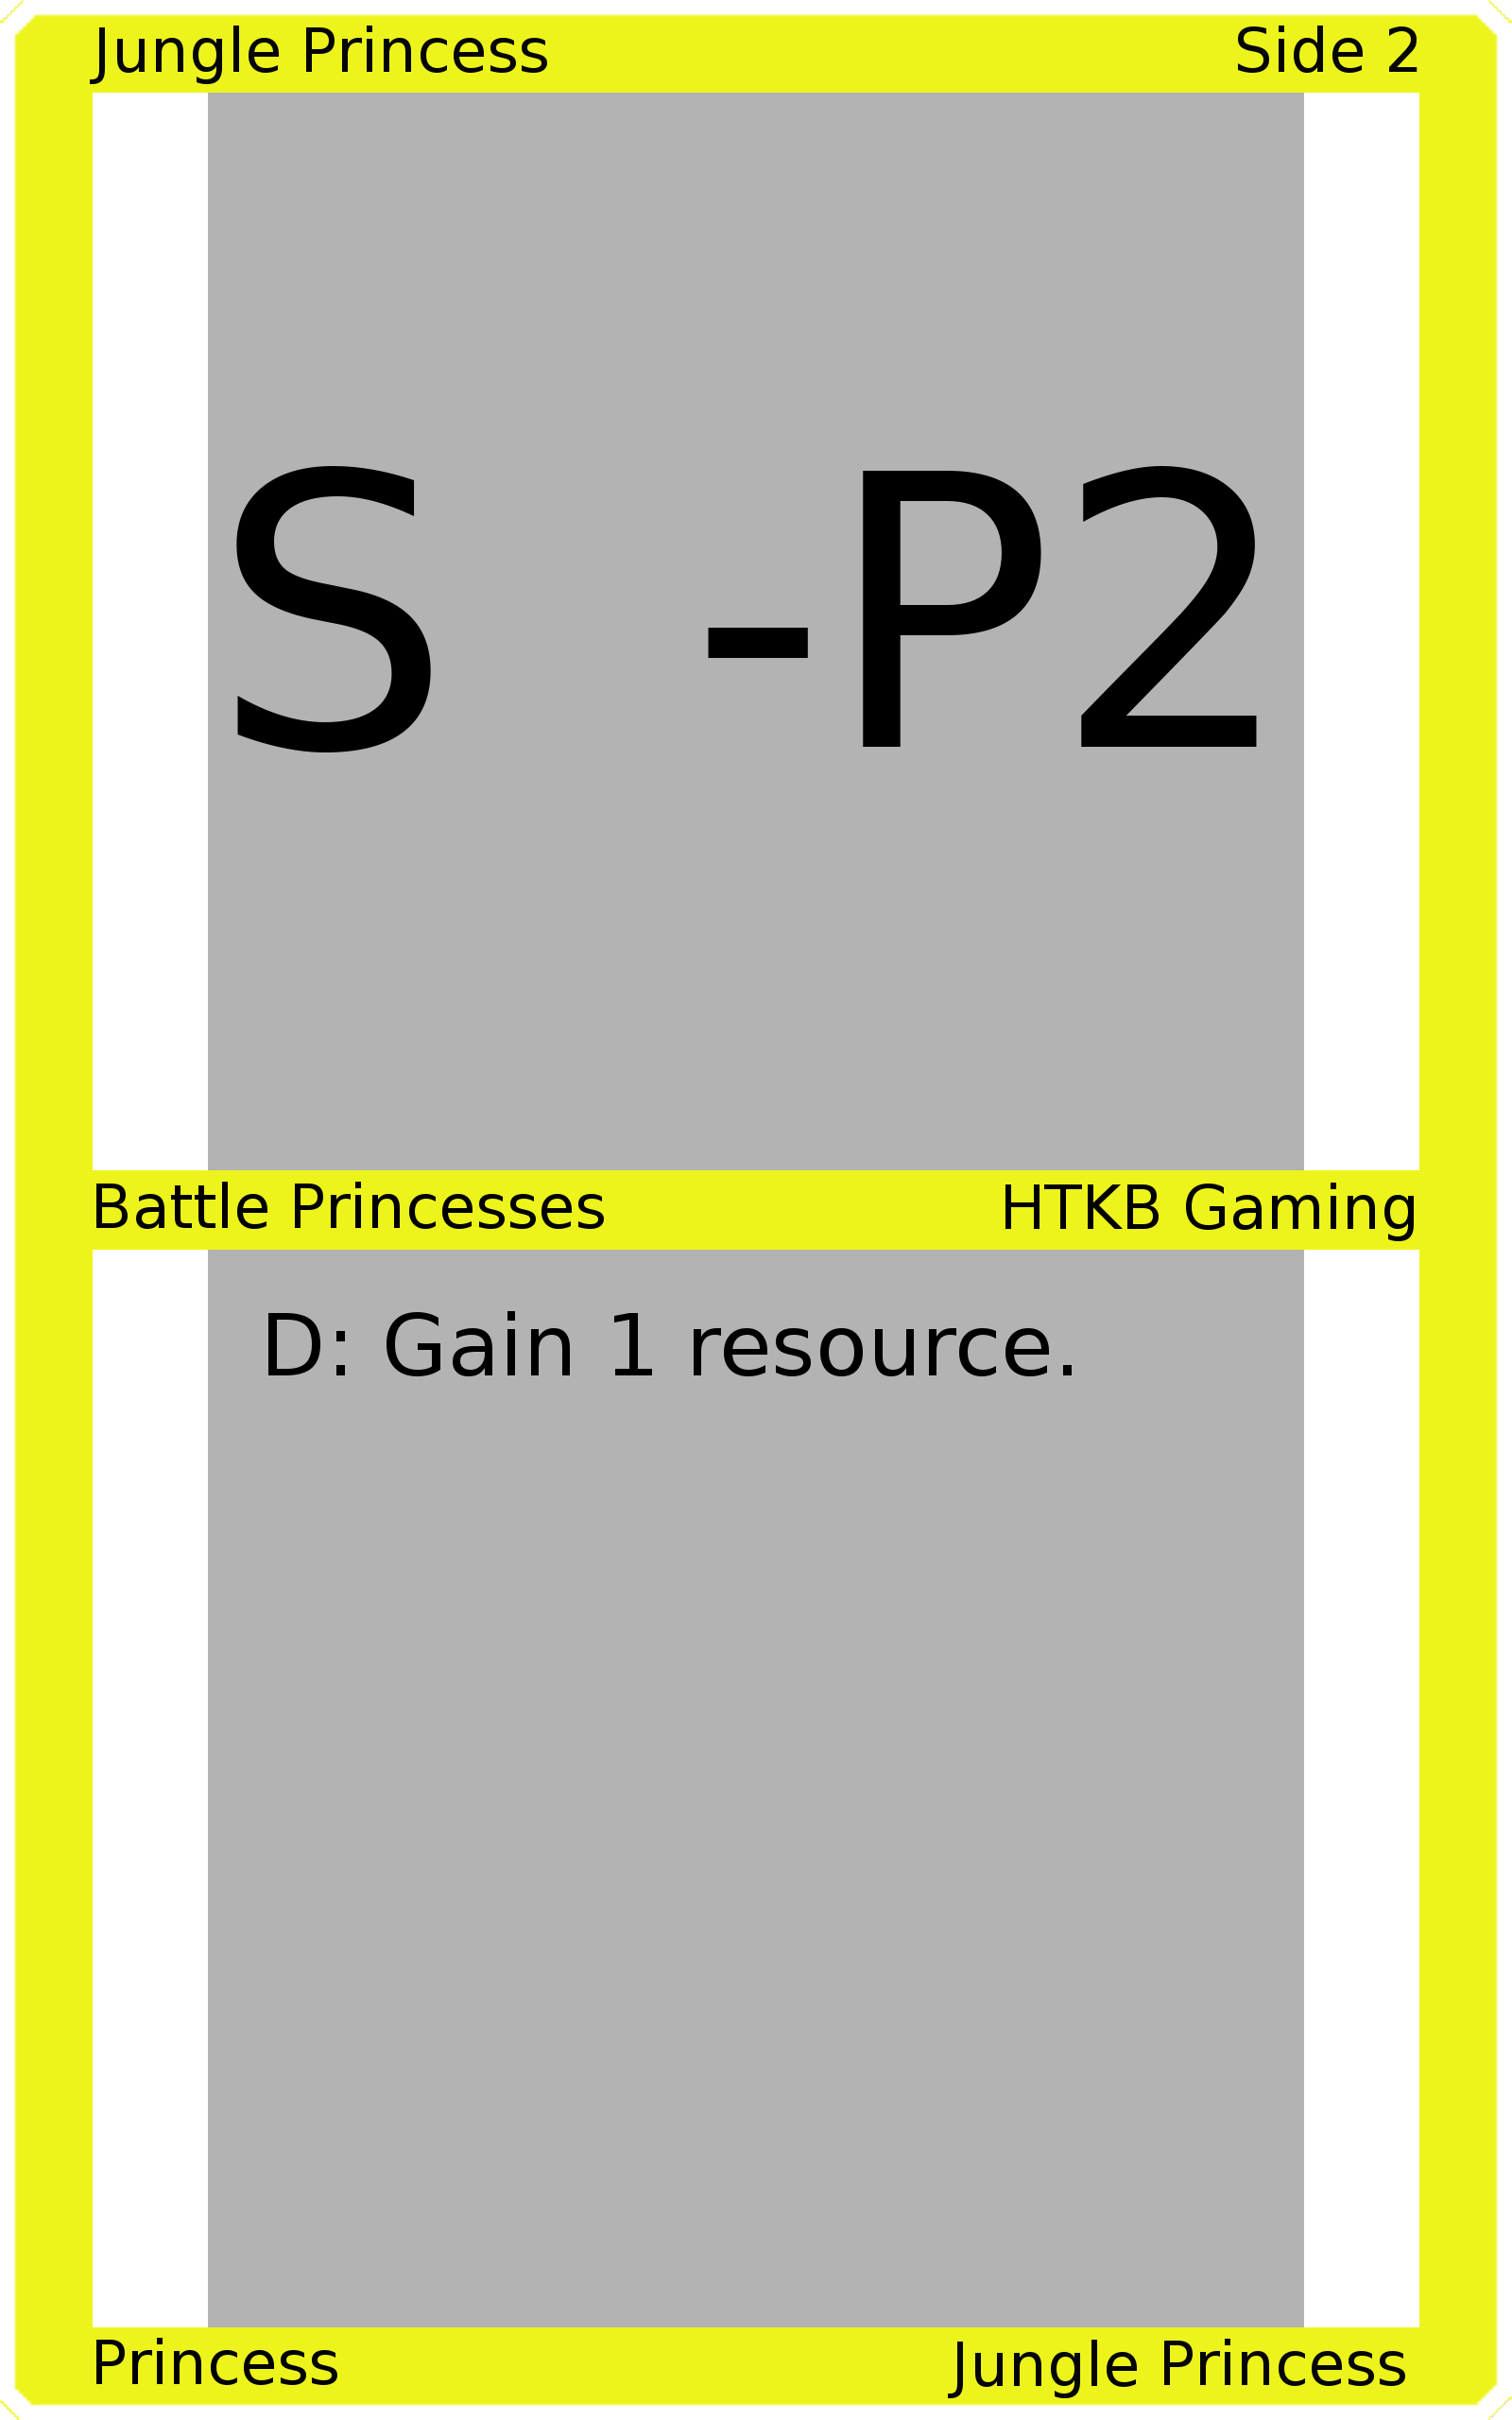 Jungle Princess Side 2
S -P2
Battle Princesses HTKB Gaming
D: Gain 1 resource.
Princess Jungle Princess